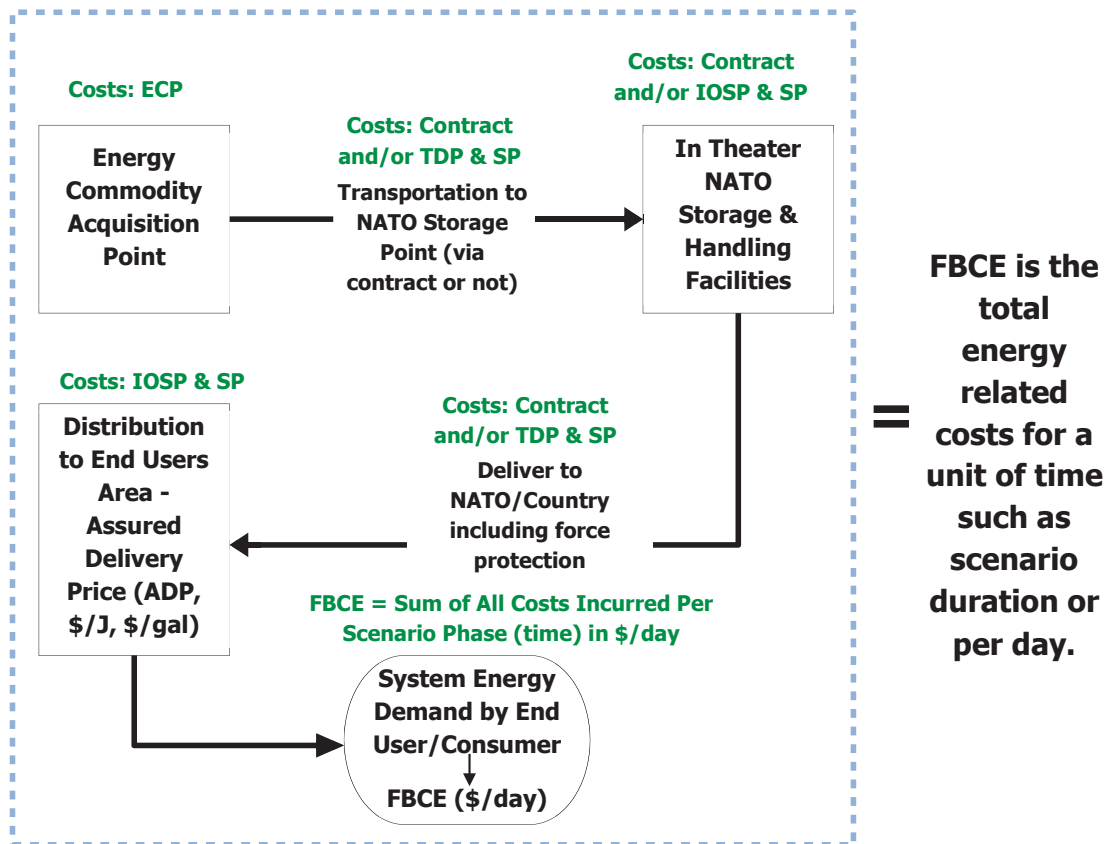 Costs: ECP
Energy
Commodity
Acquisition
Point
Costs: Contract
and/or TDP & SP
Transportation to
NATO Storage
Point (via
contract or not)
Costs: Contract
and/or IOSP & SP
In Theater
NATO
Storage &
Handling
Facilities
Costs: Contract
and/or TDP & SP
Deliver to
NATO/Country
including force
protection
Costs: IOSP & SP
Distribution
to End Users
Area -
Assured
Delivery
Price (ADP,
$/J, $/gal)
FBCE = Sum of All Costs Incurred Per
Scenario Phase (time) in $/day
System Energy
Demand by End
User/Consumer
FBCE ($/day)
=
FBCE is the
total
energy
related
costs for a
unit of time
such as
scenario
duration or
per day.